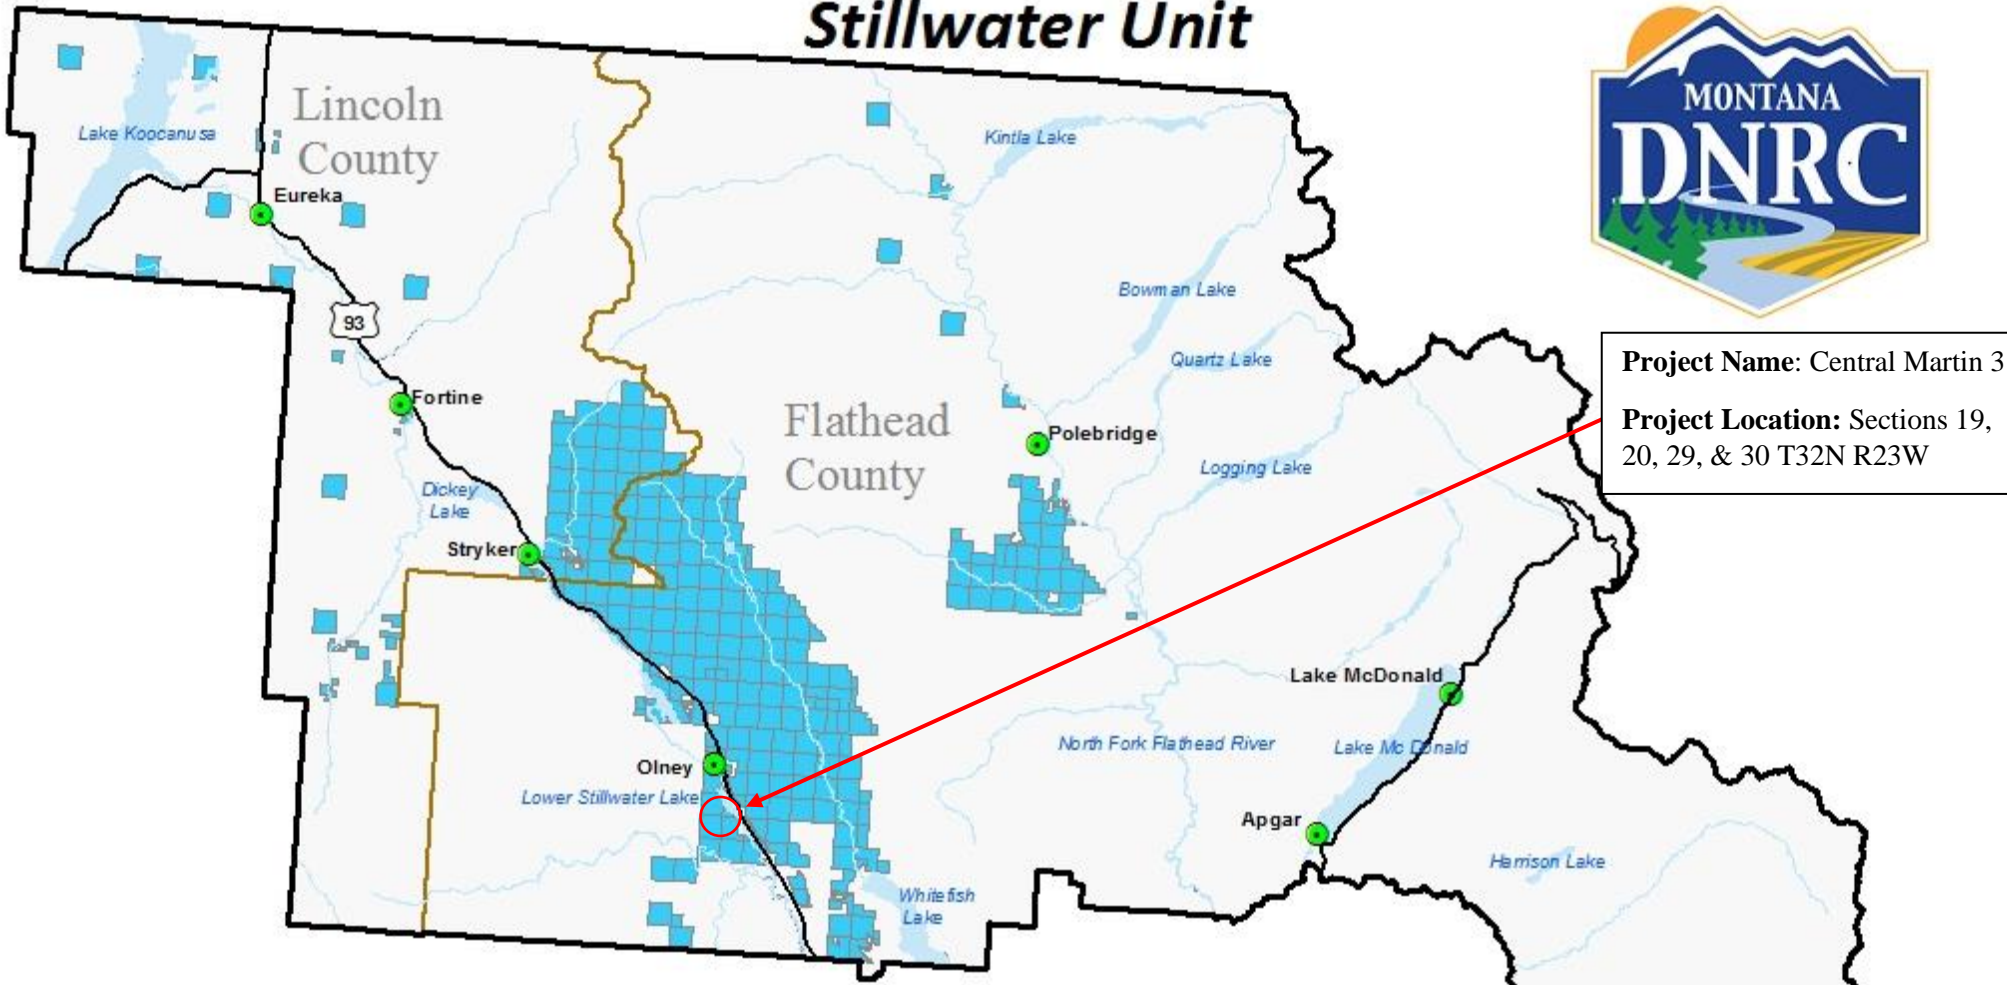 Stillwater Unit
MONTANA
DNRC
Lincoln
County
Lake Koocanusa
Kintla Lake
Eureka
Bowman Lake
93
Project Name: Central Martin 3
Project Location: Sections 19,
20, 29, & 30 T32N R23W
Quartz Lake
Fortine
Flathead
County
Polebridge
Logging Lake
Dickey
Lake
Stryker
Lake McDonald
North Fork Flathead River
Lake Mc Donald
Olney
Lower Stillwater Lake
Apgar
Harrison Lake
Whitefish
Lake